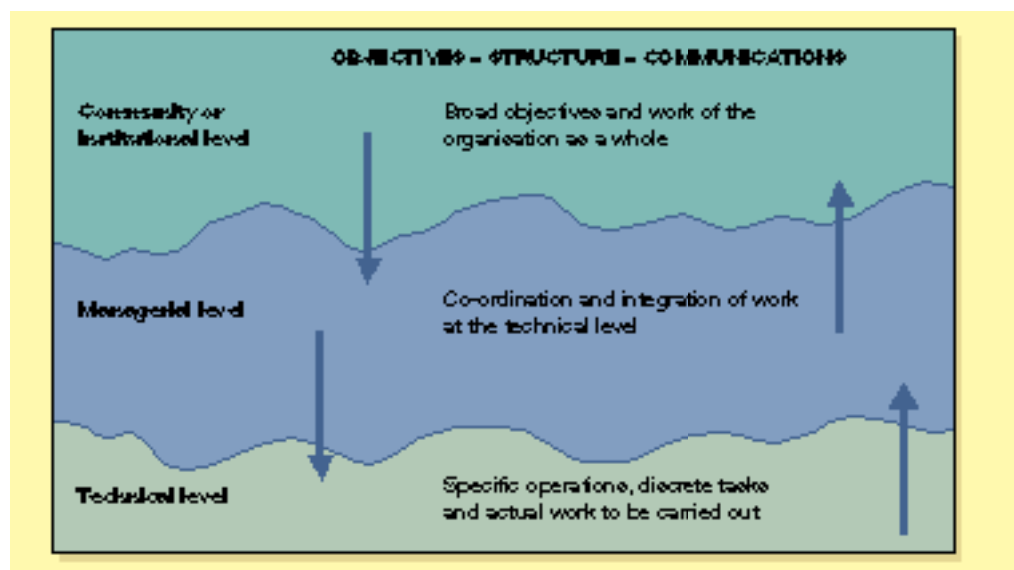 OBJECTIVES – STRUCTURE – COMMUNICATIONS
Community or
institutional level
Broad objectives and work of the
organisation as a whole
Managerial level
Co-ordination and integration of work
at the technical level
Technical level
Specific operations, discrete tasks
and actual work to be carried out